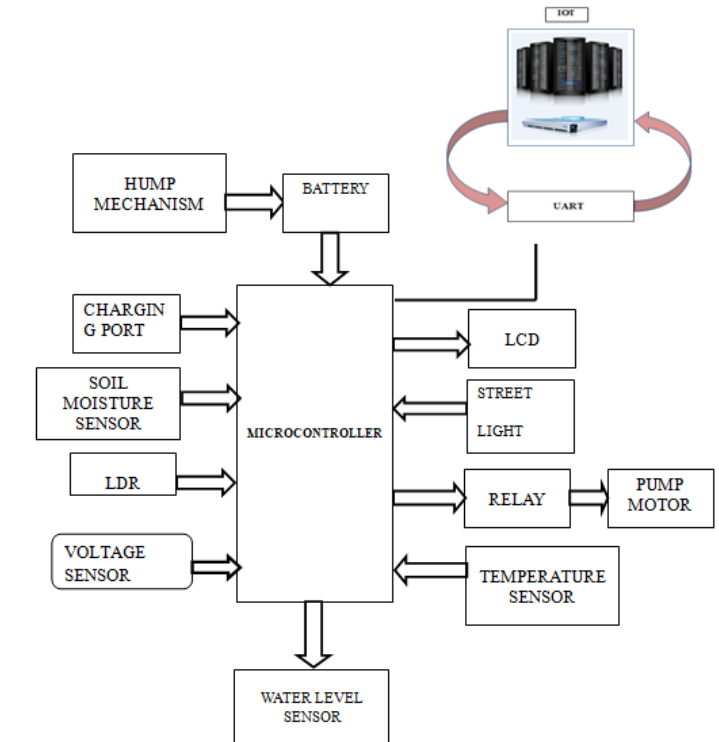 IOT
UART
HUMP
MECHANISM
BATTERY
CHARGIN
G PORT
SOIL
MOISTURE
SENSOR
LDR
VOLTAGE
SENSOR
MICROCONTROLLER
LCD
STREET
LIGHT
RELAY
PUMP
MOTOR
TEMPERATURE
SENSOR
WATER LEVEL
SENSOR